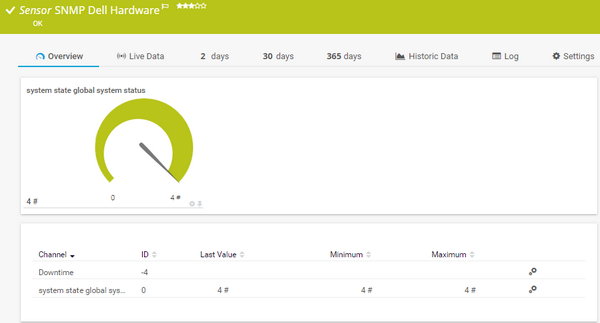 Sensor SNMP Dell Hardware
OK
Overview Live Data 2 days 30 days 365 days Historic Data Log Settings
system state global system status
0 4 #
4 #
Channel ID Last Value Minimum Maximum
Downtime -4
system state global sys... 0 4 # 4 # 4 #